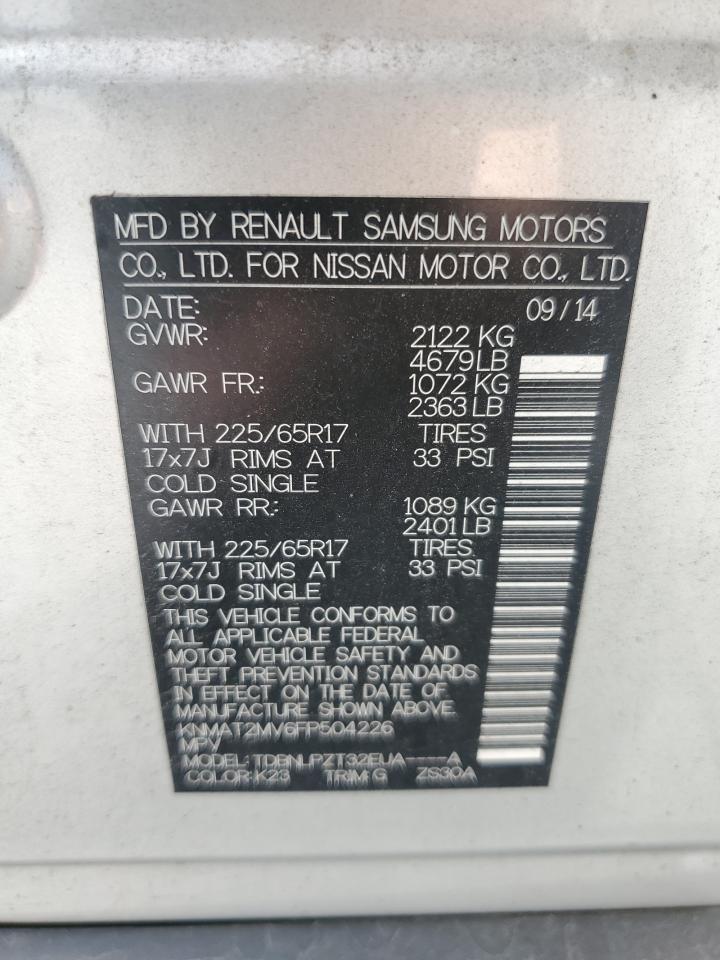 MFD BY RENAULT SAMSUNG MOTORS
CO., LTD. FOR NISSAN MOTOR CO., LTD.
DATE: 09/14
GVWR: 2122 KG
4679 LB
GAWR FR.: 1072 KG
2363 LB
WITH 225/65R17 TIRES
17x7J RIMS AT 33 PSI
COLD SINGLE
GAWR RR.: 1089 KG
2401 LB
WITH 225/65R17 TIRES
17x7J RIMS AT 33 PSI
COLD SINGLE
THIS VEHICLE CONFORMS TO
ALL APPLICABLE FEDERAL
MOTOR VEHICLE SAFETY AND
THEFT PREVENTION STANDARDS
IN EFFECT ON THE DATE OF
MANUFACTURE SHOWN ABOVE.
KNMAT2MV6FP504226
MPV
MODEL: TDBNLPZT32EUA-----A
COLOR: K23 TRIM: G ZS30A